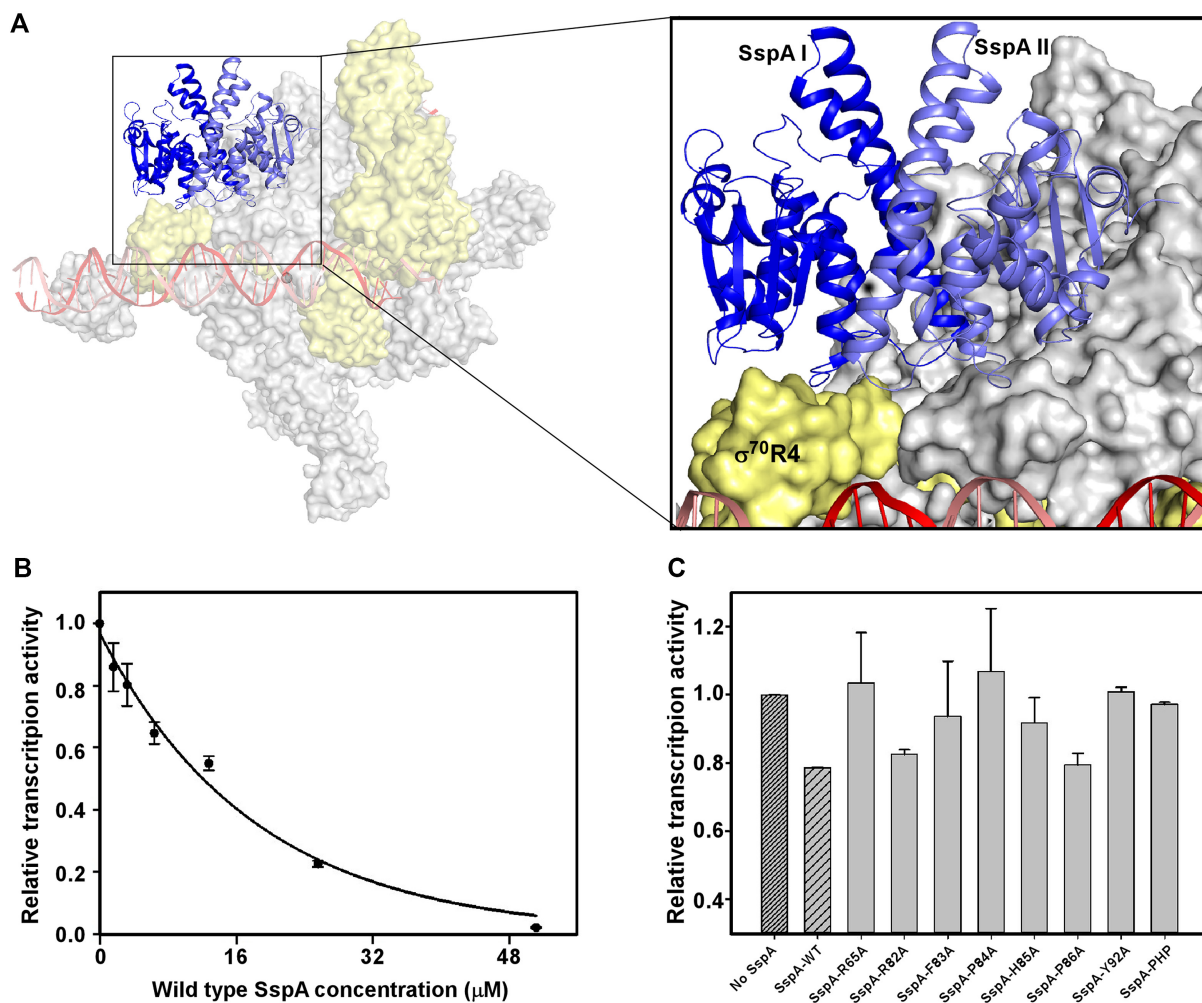 A
SspA I
SspA II
σ70R4
B
Relative transcritpion activity
1.0
0.8
0.6
0.4
0.2
0.0
0
16
32
48
Wild type SspA concentration (μM)
C
Relative transcription activity
1.2
1.0
0.8
0.6
0.4
No SspA
SspA-WT
SspA-R65A
SspA-R82A
SspA-F83A
SspA-P84A
SspA-H85A
SspA-P86A
SspA-Y92A
SspA-PHP